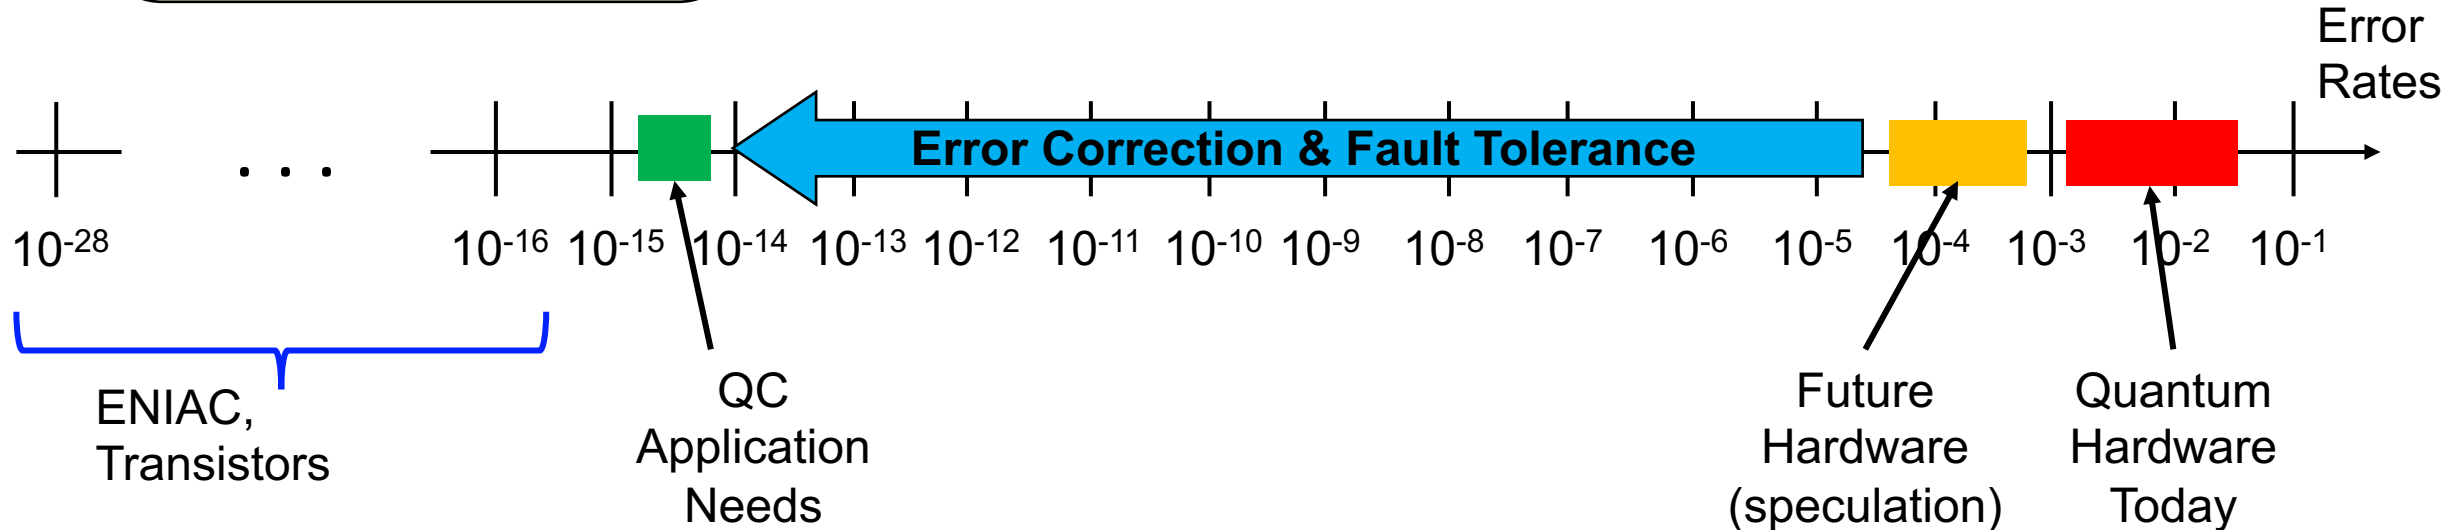 Error
Rates
Error Correction & Fault Tolerance
10-28 10-16 10-15 10-14 10-13 10-12 10-11 10-10 10-9 10-8 10-7 10-6 10-5 10-4 10-3 10-2 10-1
ENIAC,
Transistors
QC
Application
Needs
Future
Hardware
(speculation)
Quantum
Hardware
Today